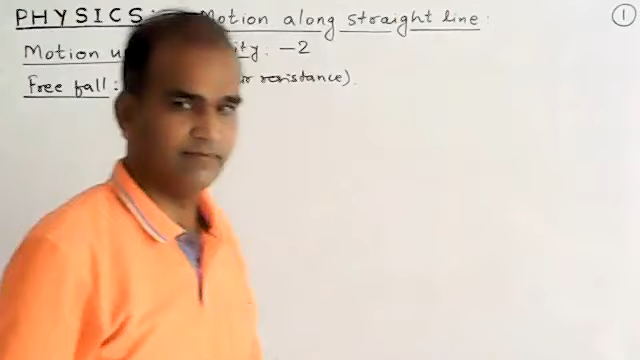 PHYSICS: Motion along straight line:
Motion ity: -2
Free fall: resistance).
1